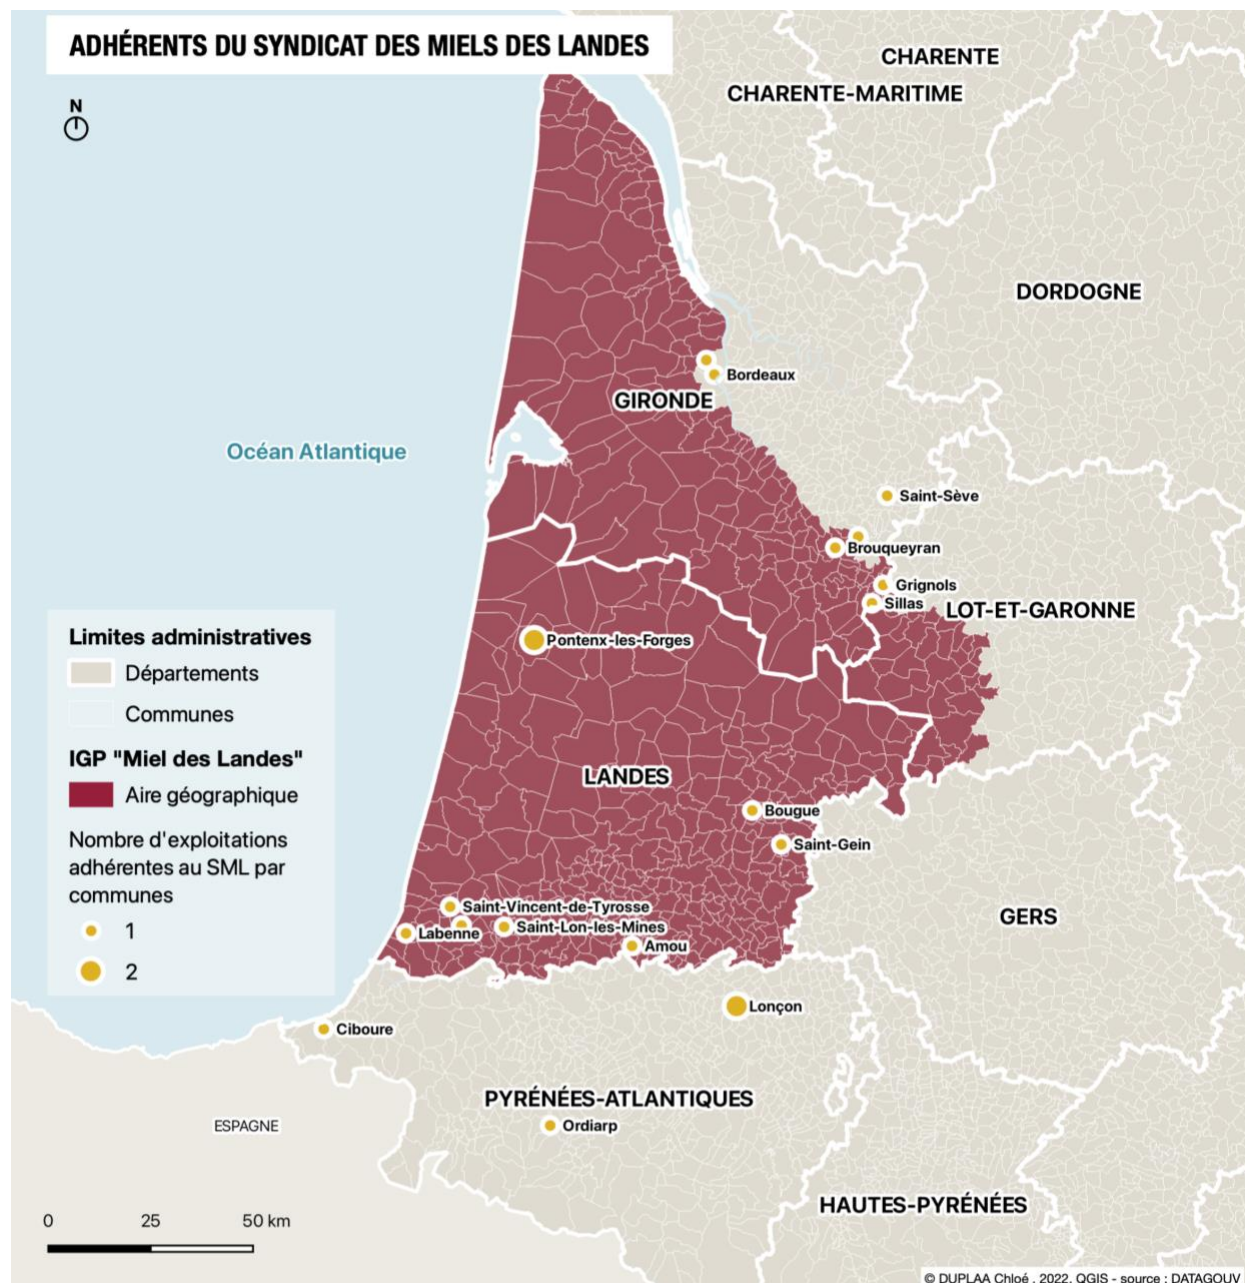 ADHÉRENTS DU SYNDICAT DES MIELS DES LANDES
N
CHARENTE
CHARENTE-MARITIME
DORDOGNE
Bordeaux
GIRONDE
Océan Atlantique
Saint-Sève
Brouqueyran
Grignols
Sillas
LOT-ET-GARONNE
Pontenx-les-Forges
LANDES
Bougue
Saint-Gein
Saint-Vincent-de-Tyrosse
Saint-Lon-les-Mines
Labenne
Amou
GERS
Lonçon
Ciboure
PYRÉNÉES-ATLANTIQUES
Ordiarp
ESPAGNE
HAUTES-PYRÉNÉES
Limites administratives
Départements
Communes
IGP "Miel des Landes"
Aire géographique
Nombre d'exploitations
adhérentes au SML par
communes
1
2
0 25 50 km
© DUPLAA Chloé , 2022, QGIS - source : DATAGOUV